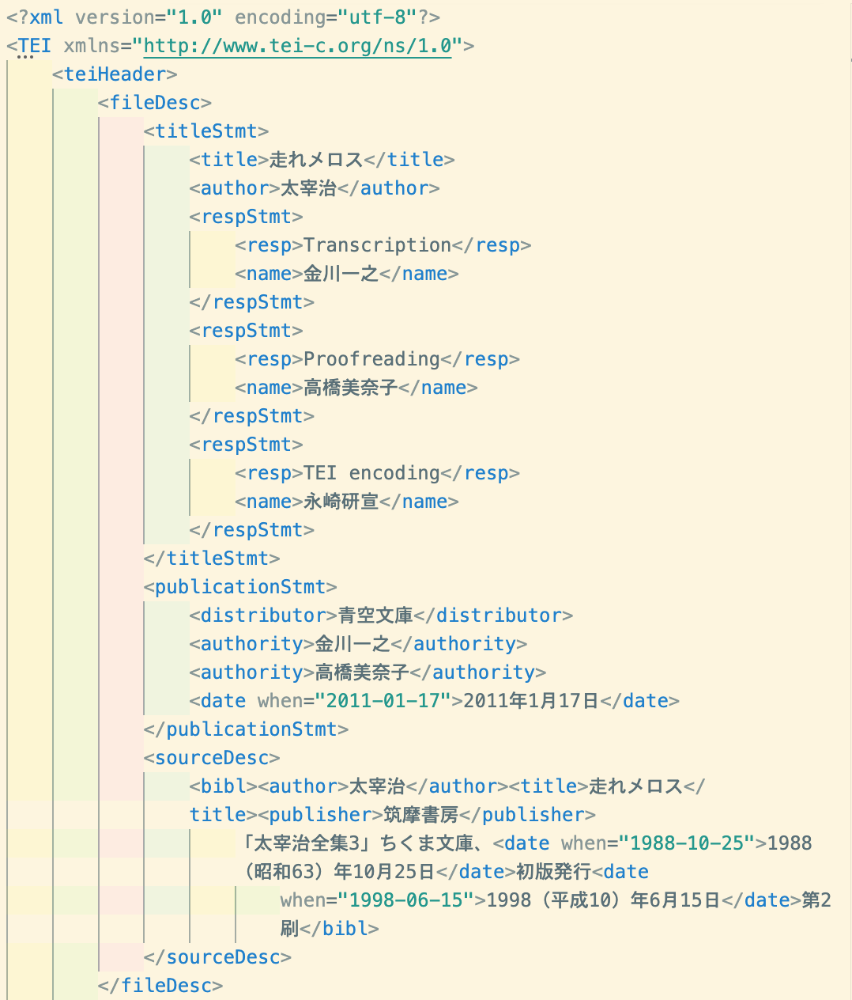 <?xml version="1.0" encoding="utf-8"?>
<TEI xmlns="http://www.tei-c.org/ns/1.0">
<teiHeader>
<fileDesc>
<titleStmt>
<title>走れメロス</title>
<author>太宰治</author>
<respStmt>
<resp>Transcription</resp>
<name>金川一之</name>
</respStmt>
<respStmt>
<resp>Proofreading</resp>
<name>高橋美奈子</name>
</respStmt>
<respStmt>
<resp>TEI encoding</resp>
<name>永崎研宣</name>
</respStmt>
</titleStmt>
<publicationStmt>
<distributor>青空文庫</distributor>
<authority>金川一之</authority>
<authority>高橋美奈子</authority>
<date when="2011-01-17">2011年1月17日</date>
</publicationStmt>
<sourceDesc>
<bibl><author>太宰治</author><title>走れメロス</
title><publisher>筑摩書房</publisher>
「太宰治全集3」ちくま文庫、<date when="1988-10-25">1988
（昭和63）年10月25日</date>初版発行<date
when="1998-06-15">1998（平成10）年6月15日</date>第2
刷</bibl>
</sourceDesc>
</fileDesc>